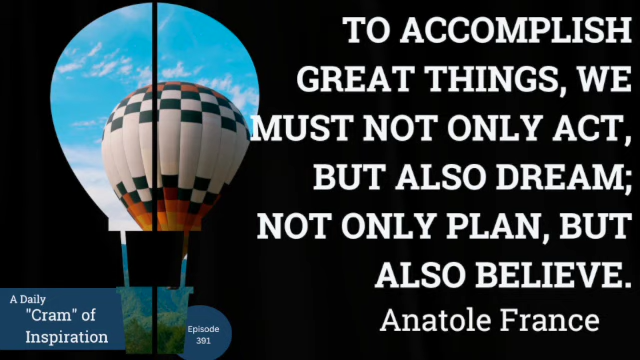 TO ACCOMPLISH
GREAT THINGS, WE
MUST NOT ONLY ACT,
BUT ALSO DREAM;
NOT ONLY PLAN, BUT
ALSO BELIEVE.
Anatole France
A Daily
"Cram" of
Inspiration
Episode
391